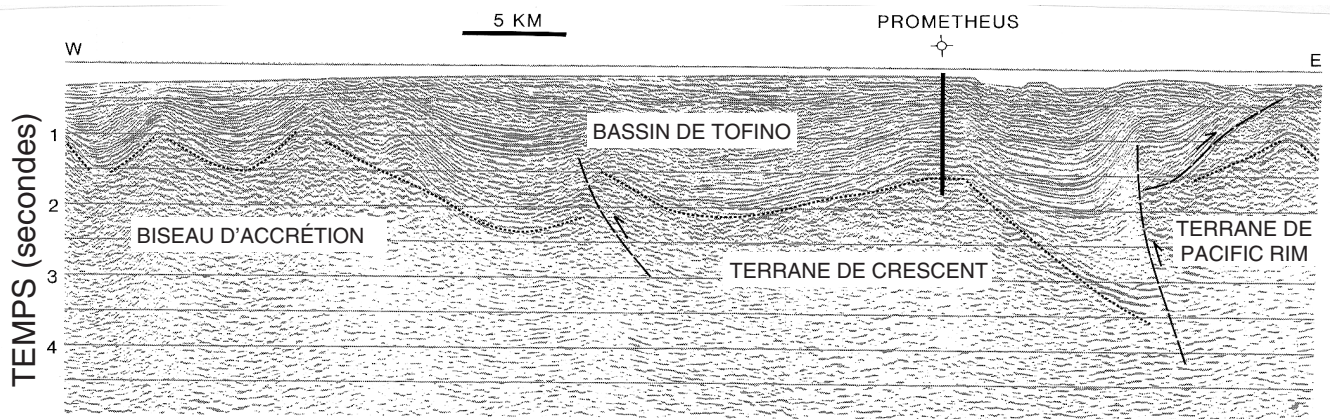 5 KM
PROMETHEUS
W
E
TEMPS (secondes)
1
BASSIN DE TOFINO
2
BISEAU D'ACCRÉTION
TERRANE DE
PACIFIC RIM
3
TERRANE DE CRESCENT
4